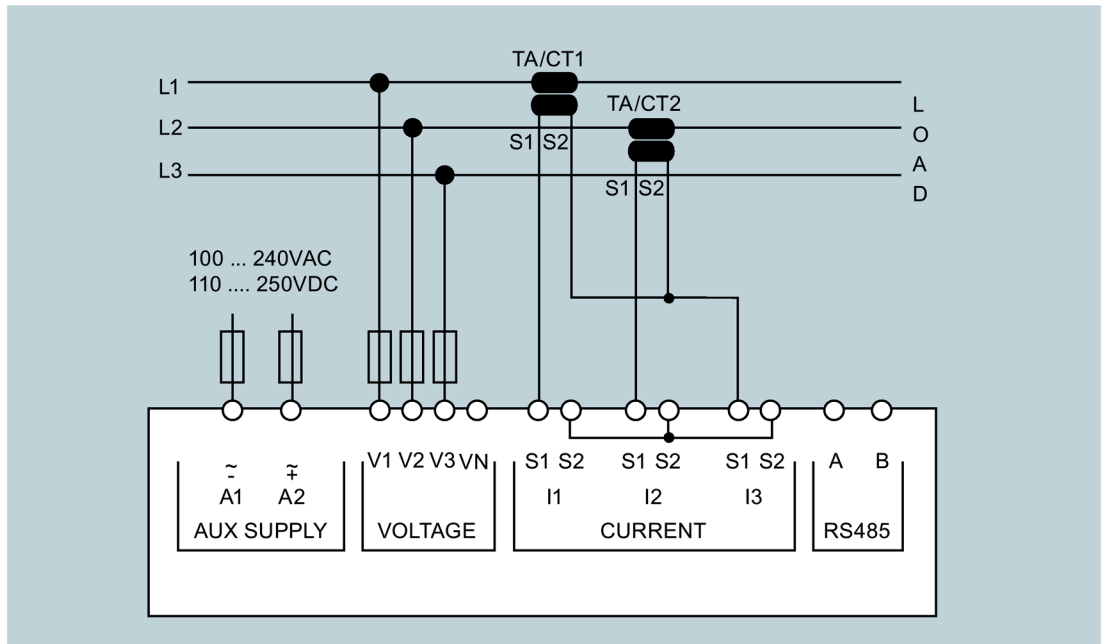 TA/CT1
L1
TA/CT2
L2
S1 S2
L3
S1 S2
L
O
A
D
100 ... 240VAC
110 .... 250VDC
V1 V2 V3 VN
S1 S2
S1 S2
S1 S2
A
B
~
-
~
+
A1
A2
I1
I2
I3
AUX SUPPLY
VOLTAGE
CURRENT
RS485